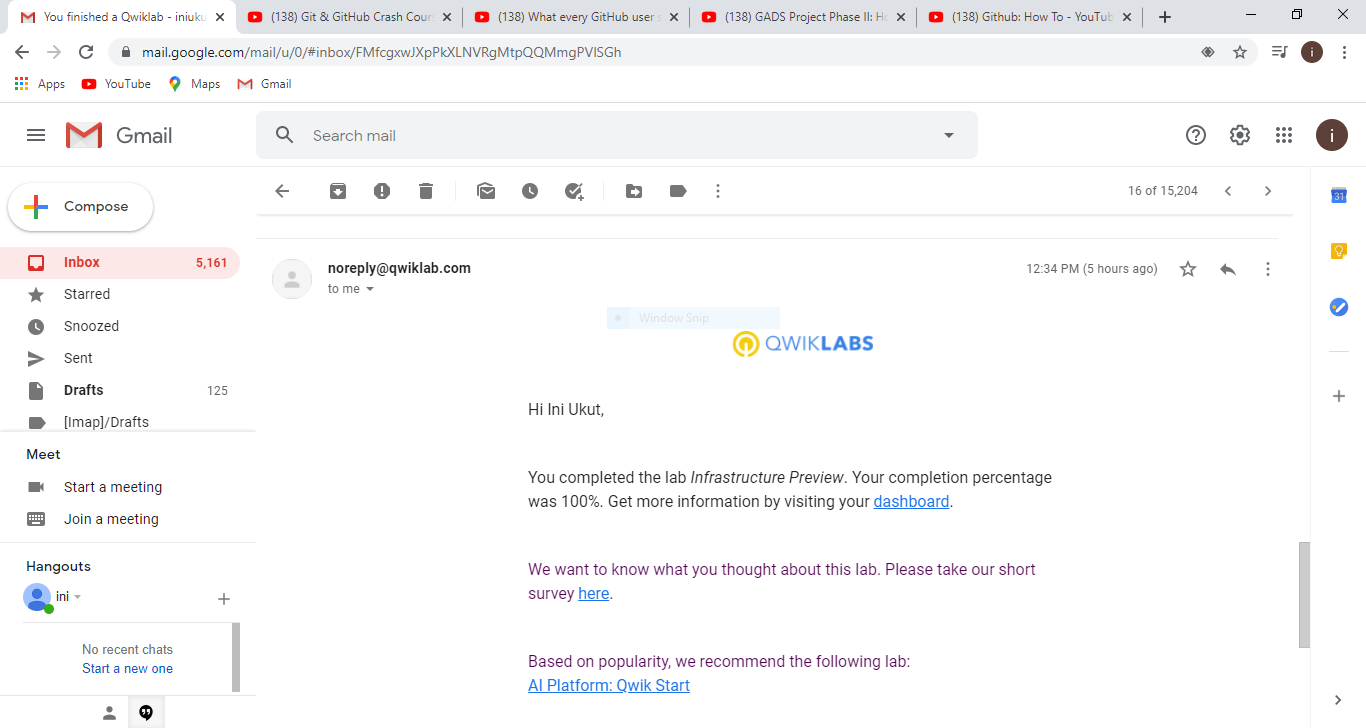 You finished a Qwiklab - iniuku
(138) Git & GitHub Crash Cour
(138) What every GitHub user s
(138) GADS Project Phase II: Ho
(138) Github: How To - YouTub
mail.google.com/mail/u/0/#inbox/FMfcgxwJXpPkXLNVRgMtpQQMmgPVlSGh
i
Apps YouTube Maps Gmail
Gmail
Search mail
i
Compose
16 of 15,204
31
Inbox 5,161
Starred
Snoozed
Sent
Drafts 125
[Imap]/Drafts
Meet
Start a meeting
Join a meeting
Hangouts
ini
No recent chats
Start a new one
noreply@qwiklab.com
12:34 PM (5 hours ago)
to me
Window Snip
QWIKLABS
Hi Ini Ukut,
You completed the lab Infrastructure Preview. Your completion percentage
was 100%. Get more information by visiting your dashboard.
We want to know what you thought about this lab. Please take our short
survey here.
Based on popularity, we recommend the following lab:
AI Platform: Qwik Start